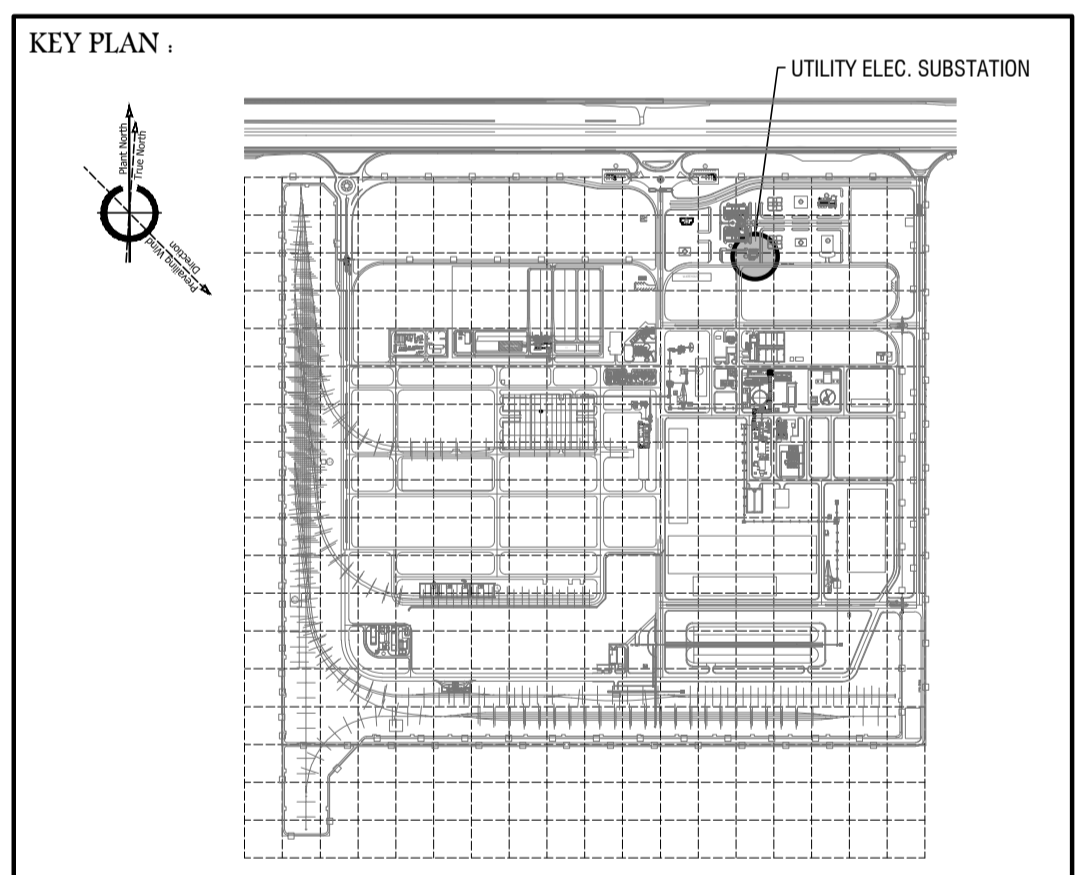 KEY PLAN :
UTILITY ELEC. SUBSTATION
Plant North
True North
Prevailing Wind
Direction